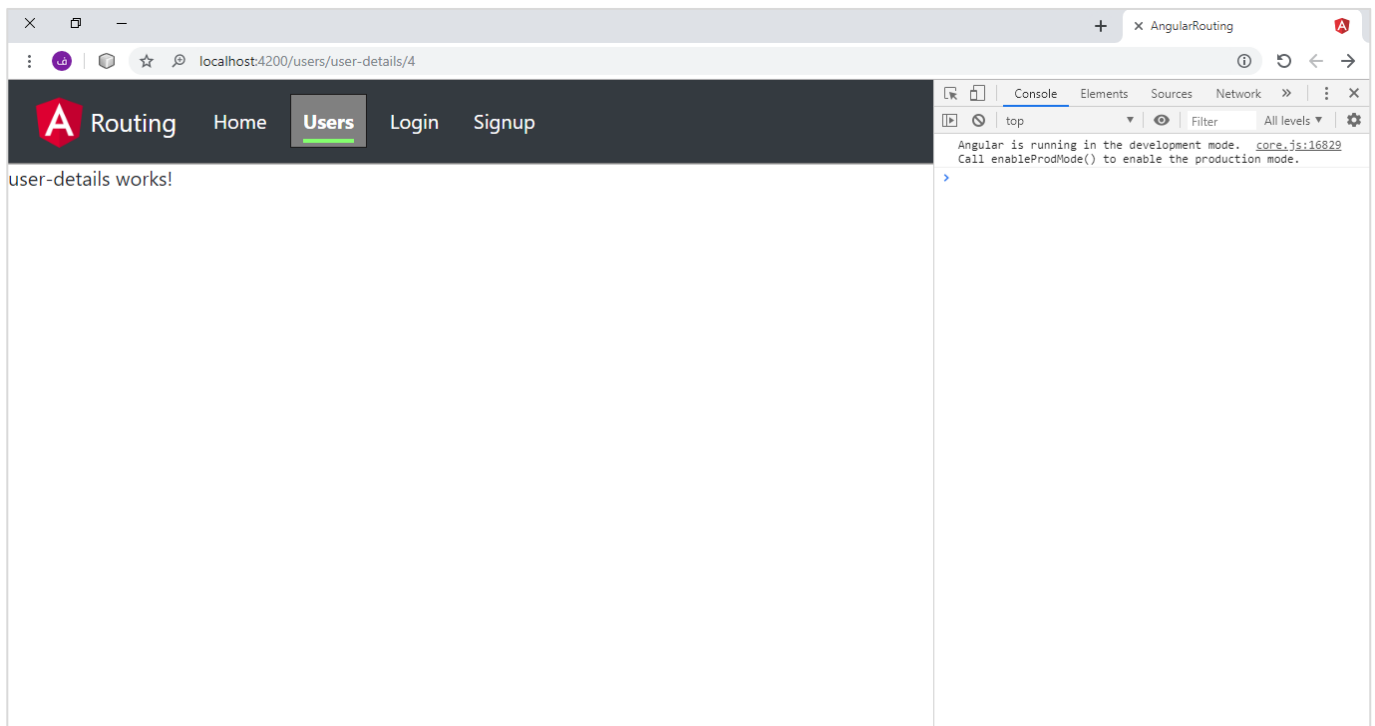 AngularRouting
localhost:4200/users/user-details/4
ف
A Routing Home Users Login Signup
user-details works!
Console Elements Sources Network »
top Filter All levels
Angular is running in the development mode. core.js:16829
Call enableProdMode() to enable the production mode.
>